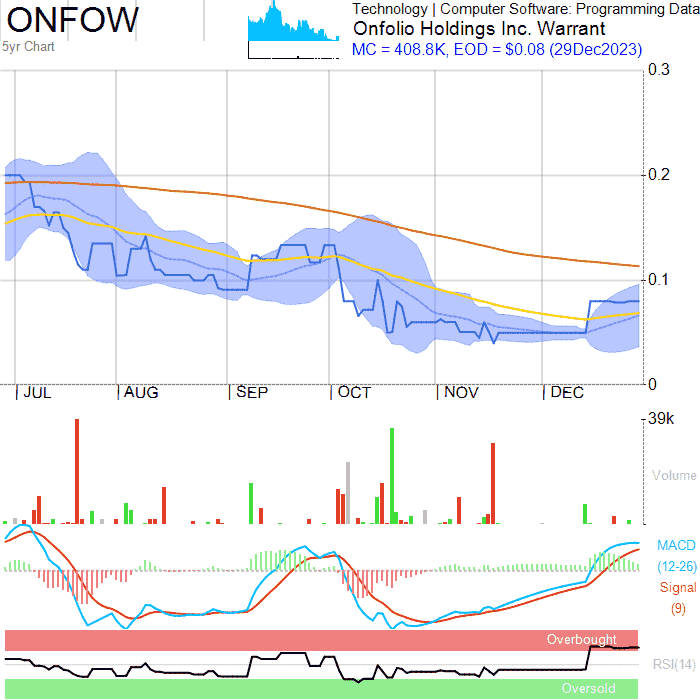 ONFOW
5yr Chart
Technology | Computer Software: Programming Data
Onfolio Holdings Inc. Warrant
MC = 408.8K, EOD = $0.08 (29Dec2023)
0.3
0.2
0.1
0
JUL
AUG
SEP
OCT
NOV
DEC
39k
Volume
MACD
(12-26)
Signal
(9)
Overbought
RSI(14)
Oversold